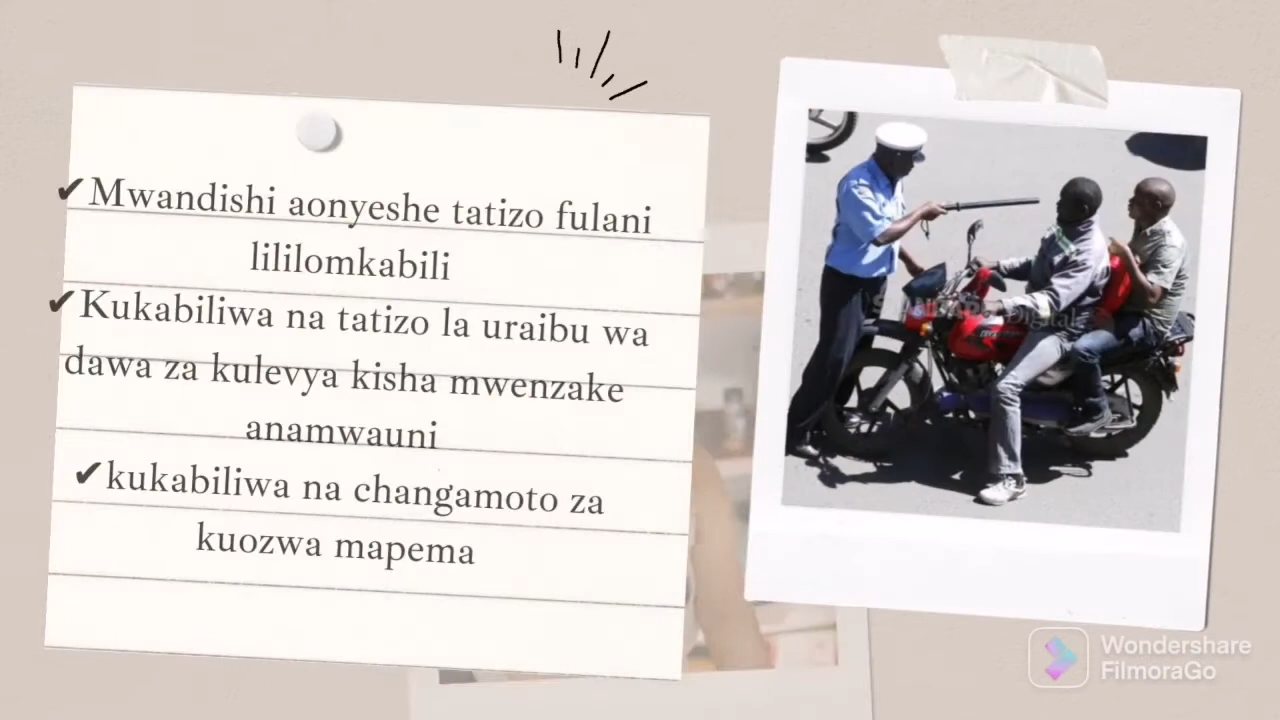 ✔Mwandishi aonyeshe tatizo fulani
lililomkabili
✔Kukabiliwa na tatizo la uraibu wa
dawa za kulevya kisha mwenzake
anamwauni
✔kukabiliwa na changamoto za
kuozwa mapema
Digital
Wondershare
FilmoraGo